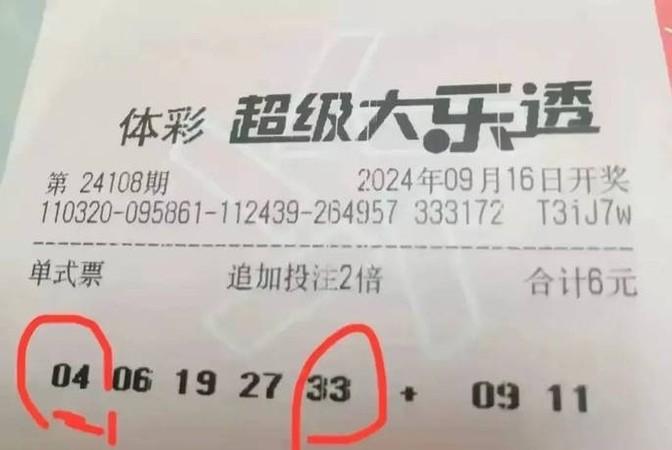 体彩 超级大乐透
第 24108期 2024年09月16日开奖
110320-095861-112439-264957 333172 T3iJ7w
单式票 追加投注2倍 合计6元
04 06 19 27 33 + 09 11